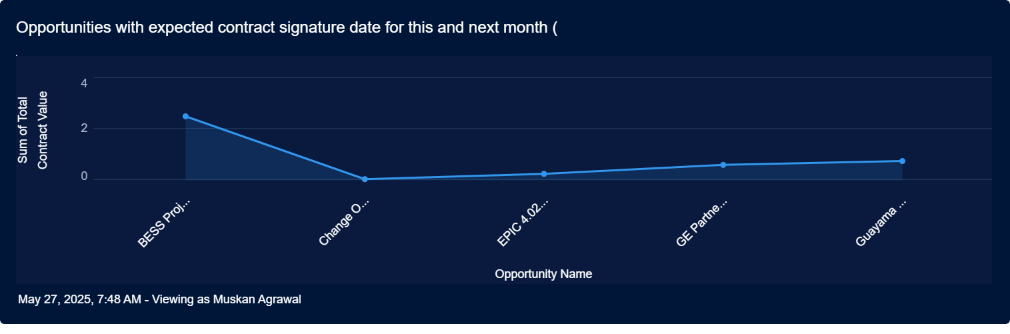 Opportunities with expected contract signature date for this and next month (
Sum of Total
Contract Value
4
2
0
BESS Proj...
Change O...
EPIC 4.02...
GE Partne...
Guayama ...
Opportunity Name
May 27, 2025, 7:48 AM - Viewing as Muskan Agrawal